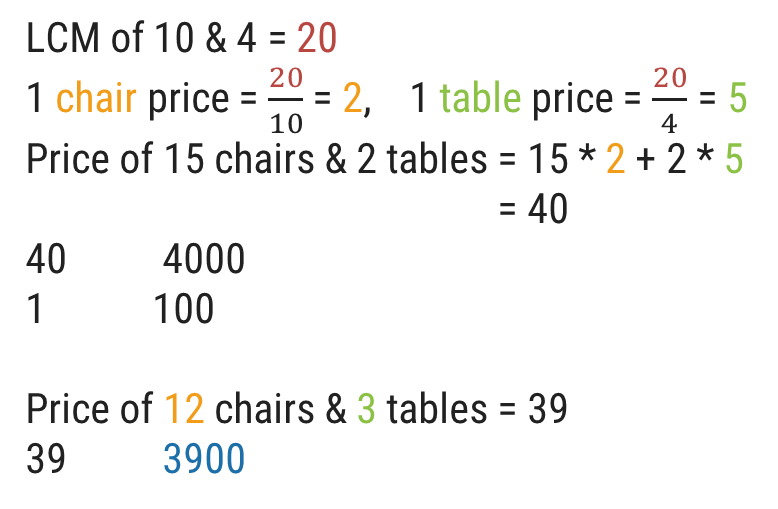 LCM of 10 & 4 = 20
1 chair price = 20/10 = 2, 1 table price = 20/4 = 5
Price of 15 chairs & 2 tables = 15 * 2 + 2 * 5
= 40
40 4000
1 100
Price of 12 chairs & 3 tables = 39
39 3900